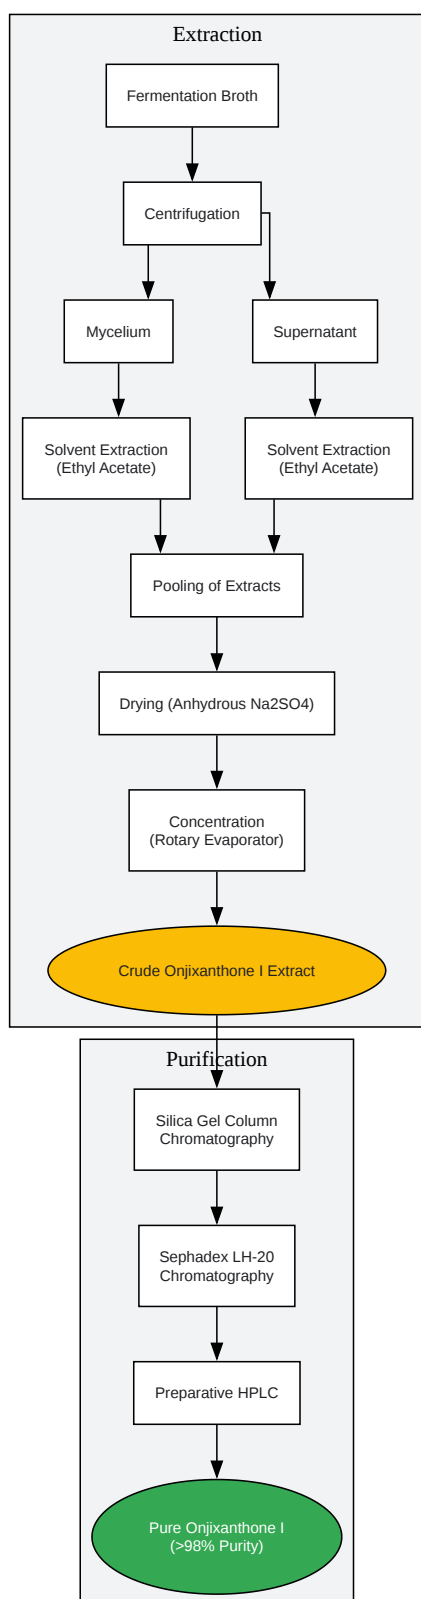 Extraction
Fermentation Broth
Centrifugation
Mycelium
Supernatant
Solvent Extraction
(Ethyl Acetate)
Solvent Extraction
(Ethyl Acetate)
Pooling of Extracts
Drying (Anhydrous Na2SO4)
Concentration
(Rotary Evaporator)
Crude Onjixanthone I Extract
Purification
Silica Gel Column
Chromatography
Sephadex LH-20
Chromatography
Preparative HPLC
Pure Onjixanthone I
(>98% Purity)